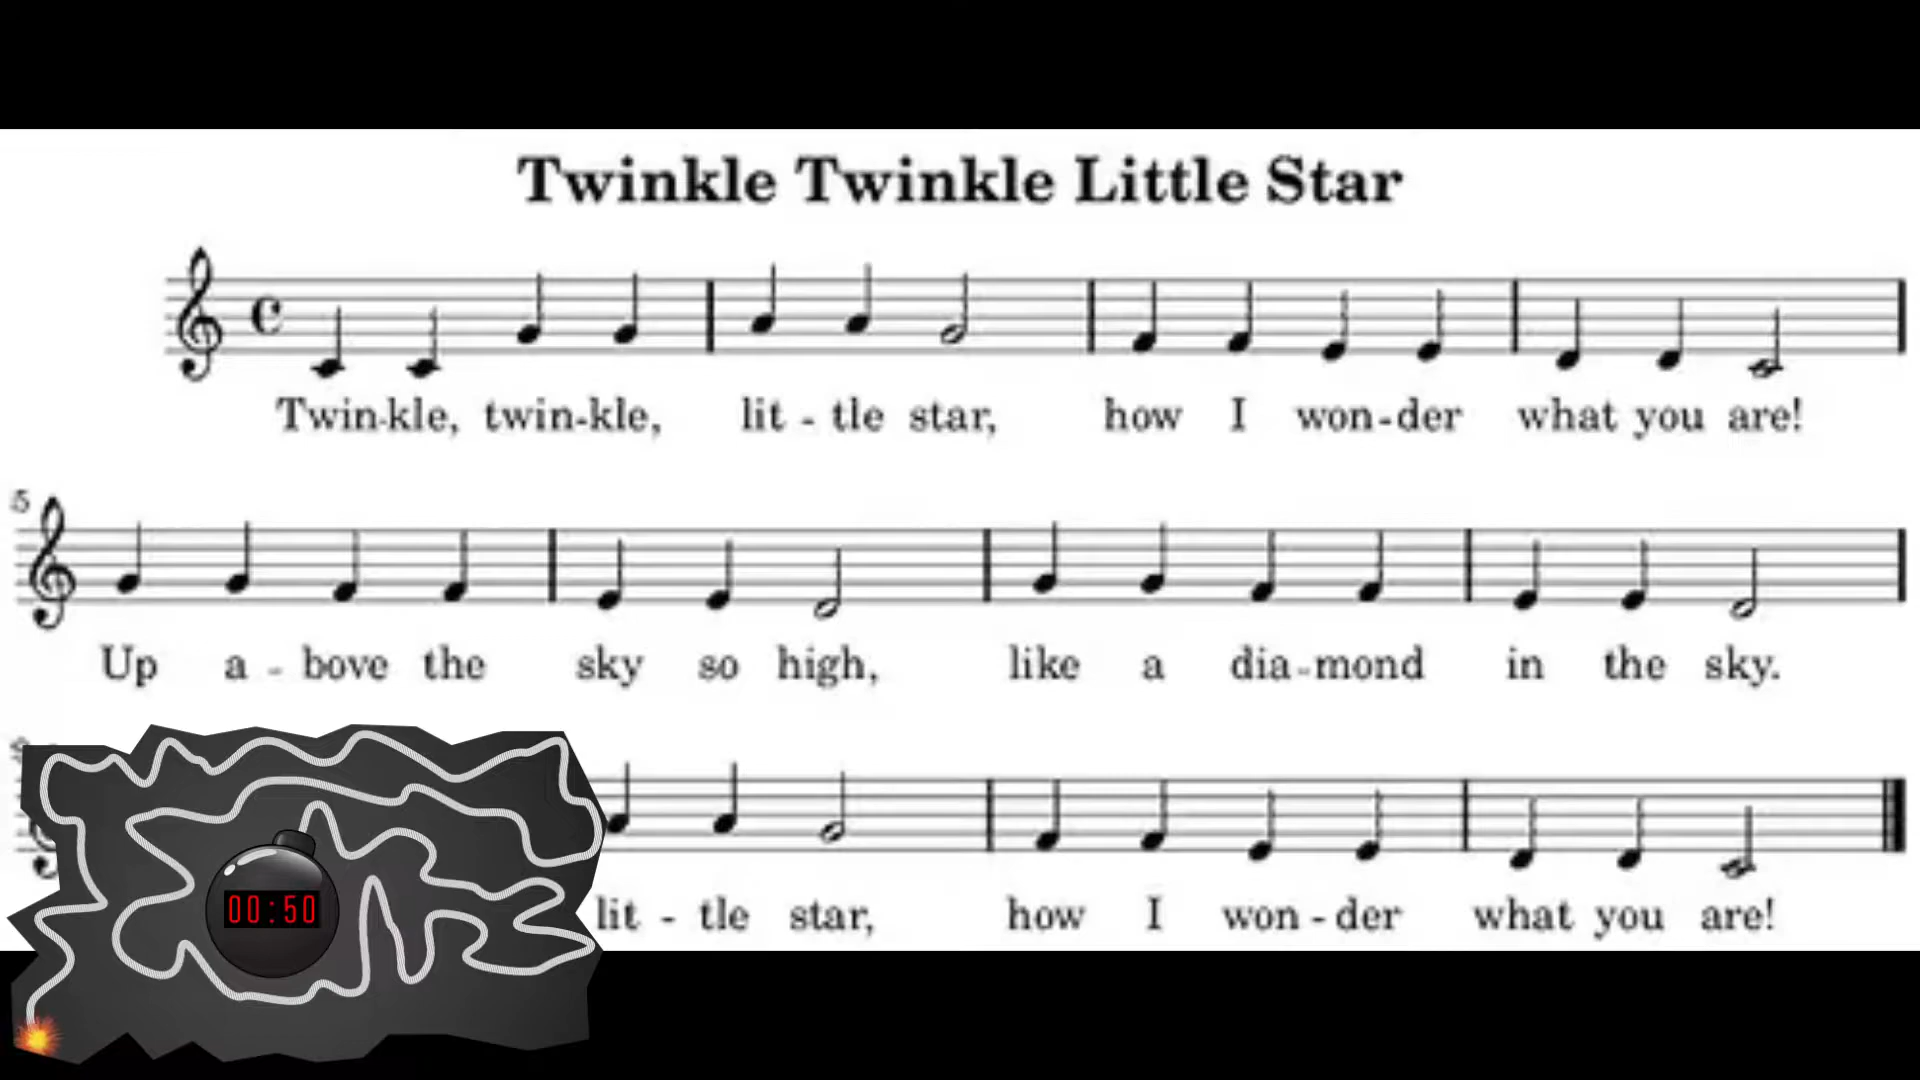 Twinkle Twinkle Little Star
Twin-kle, twin-kle, lit - tle star, how I won-der what you are!
5
Up a - bove the sky so high, like a dia-mond in the sky.
lit - tle star, how I won - der what you are!
00:50